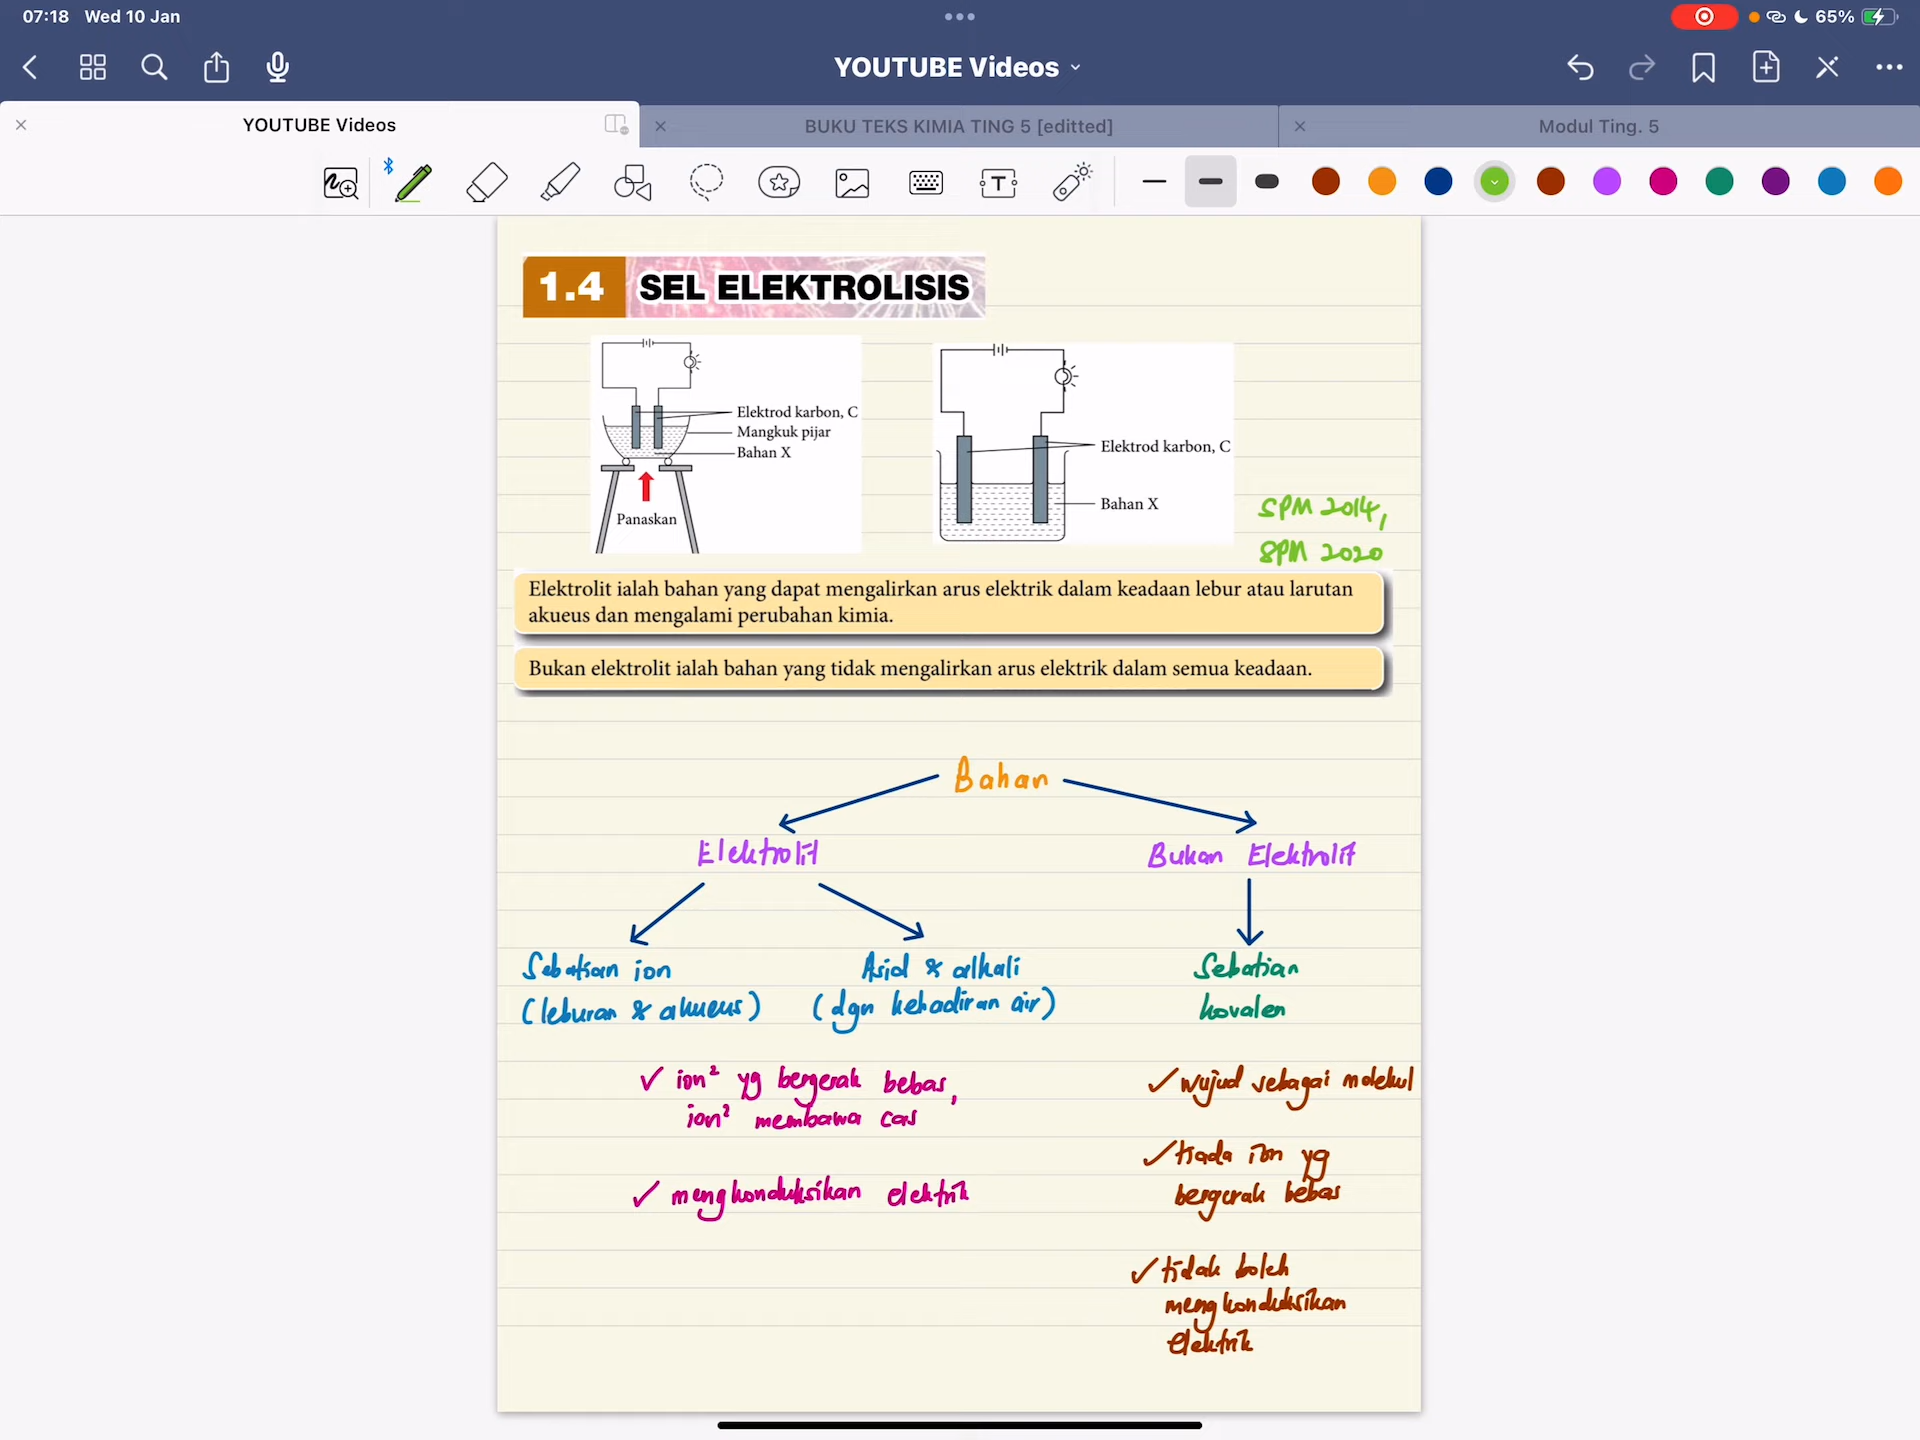 07:18 Wed 10 Jan
65%
YOUTUBE Videos
YOUTUBE Videos
BUKU TEKS KIMIA TING 5 [editted]
Modul Ting. 5
T
1.4 SEL ELEKTROLISIS
Elektrod karbon, C
Mangkuk pijar
Bahan X
Panaskan
Elektrod karbon, C
Bahan X
SPM 2014,
SPM 2020
Elektrolit ialah bahan yang dapat mengalirkan arus elektrik dalam keadaan lebur atau larutan
akueus dan mengalami perubahan kimia.
Bukan elektrolit ialah bahan yang tidak mengalirkan arus elektrik dalam semua keadaan.
Bahan
Elektrolit
Bukan Elektrolit
Sebatian ion
(leburan & akueus)
Asid & alkali
(dgn kehadiran air)
Sebatian
kovalen
✓ ion² yg bergerak bebas,
ion² membawa cas
✓ mengkonduksikan elektrik
✓ wujud sebagai molekul
✓ tiada ion yg
bergerak bebas
✓ tidak boleh
mengkonduksikan
elektrik